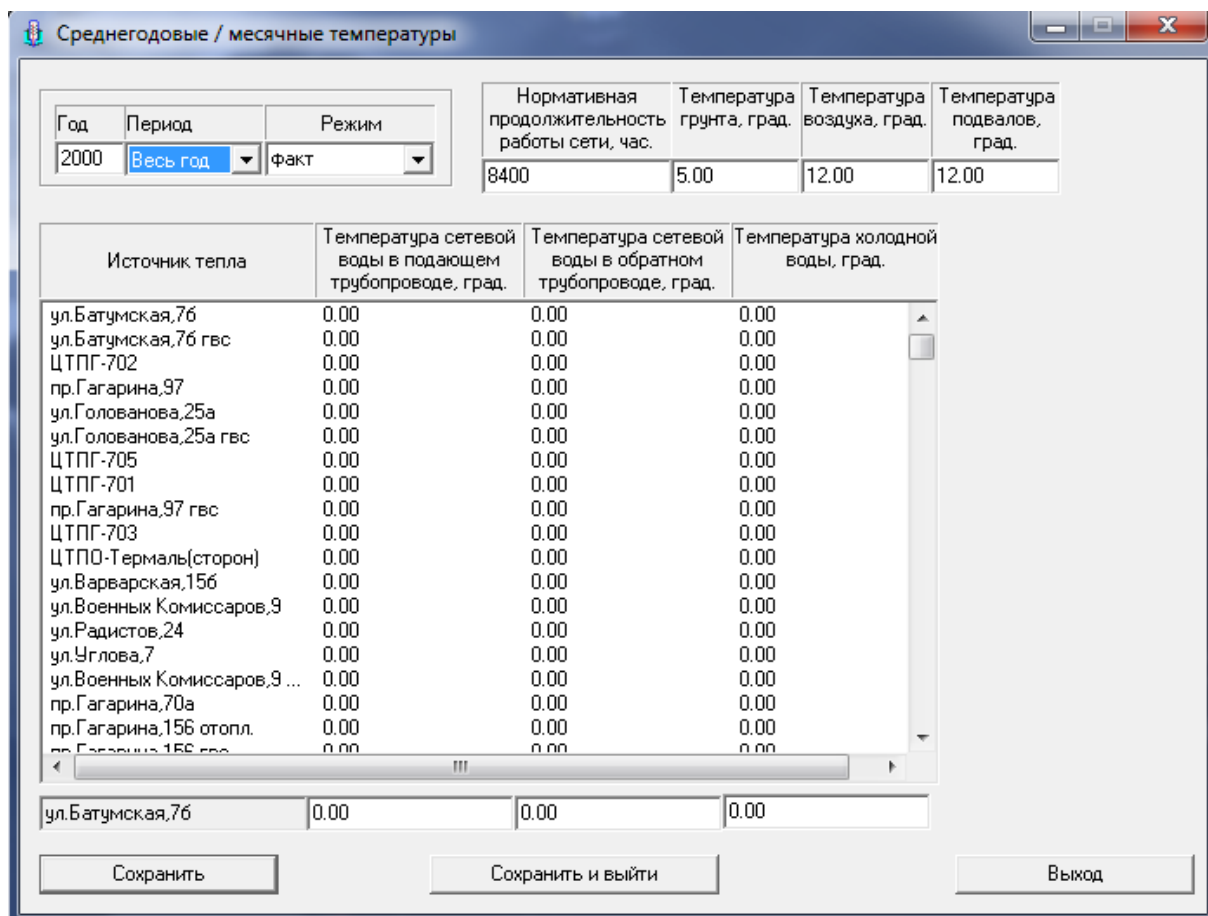 Среднегодовые / месячные температуры
Год Период Режим
2000 Весь год факт
Нормативная продолжительность работы сети, час.
Температура грунта, град.
Температура воздуха, град.
Температура подвалов, град.
8400 5.00 12.00 12.00
Источник тепла
Температура сетевой воды в подающем трубопроводе, град.
Температура сетевой воды в обратном трубопроводе, град.
Температура холодной воды, град.
ул.Батумская,7б 0.00 0.00 0.00
ул.Батумская,7б гвс 0.00 0.00 0.00
ЦТПГ-702 0.00 0.00 0.00
пр.Гагарина,97 0.00 0.00 0.00
ул.Голованова,25а 0.00 0.00 0.00
ул.Голованова,25а гвс 0.00 0.00 0.00
ЦТПГ-705 0.00 0.00 0.00
ЦТПГ-701 0.00 0.00 0.00
пр.Гагарина,97 гвс 0.00 0.00 0.00
ЦТПГ-703 0.00 0.00 0.00
ЦТПО-Термаль(сторон) 0.00 0.00 0.00
ул.Варварская,15б 0.00 0.00 0.00
ул.Военных Комиссаров,9 0.00 0.00 0.00
ул.Радистов,24 0.00 0.00 0.00
ул.Углова,7 0.00 0.00 0.00
ул.Военных Комиссаров,9 ... 0.00 0.00 0.00
пр.Гагарина,70а 0.00 0.00 0.00
пр.Гагарина,156 отопл. 0.00 0.00 0.00
пр.Гагарина,156 гвс 0.00 0.00 0.00
ул.Батумская,7б 0.00 0.00 0.00
Сохранить Сохранить и выйти Выход